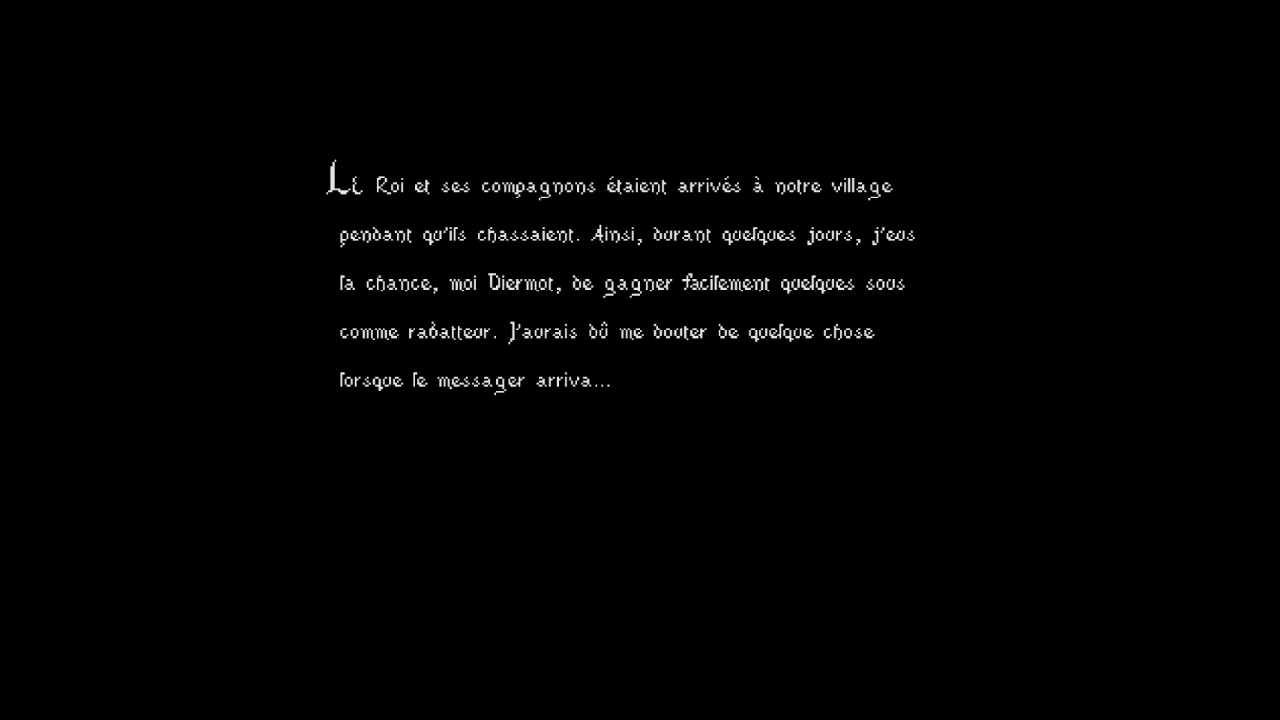 Le Roi et ses compagnons étaient arrivés à notre village
pendant qu'ils chassaient. Ainsi, durant quelques jours, j'eus
la chance, moi Diermot, de gagner facilement quelques sous
comme rabatteur. J'aurais dû me douter de quelque chose
lorsque le messager arriva...